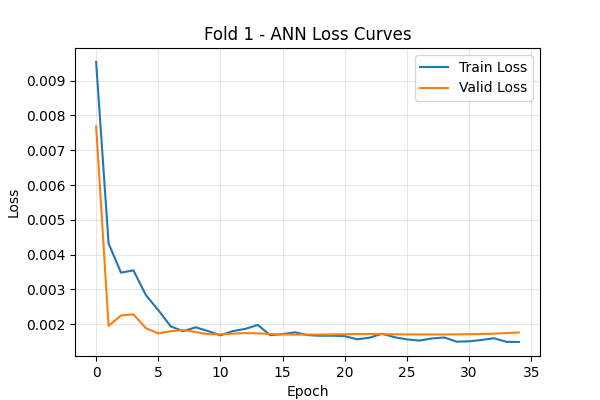 Fold 1 - ANN Loss Curves
Train Loss
Valid Loss
Loss
0.009
0.008
0.007
0.006
0.005
0.004
0.003
0.002
0 5 10 15 20 25 30 35
Epoch